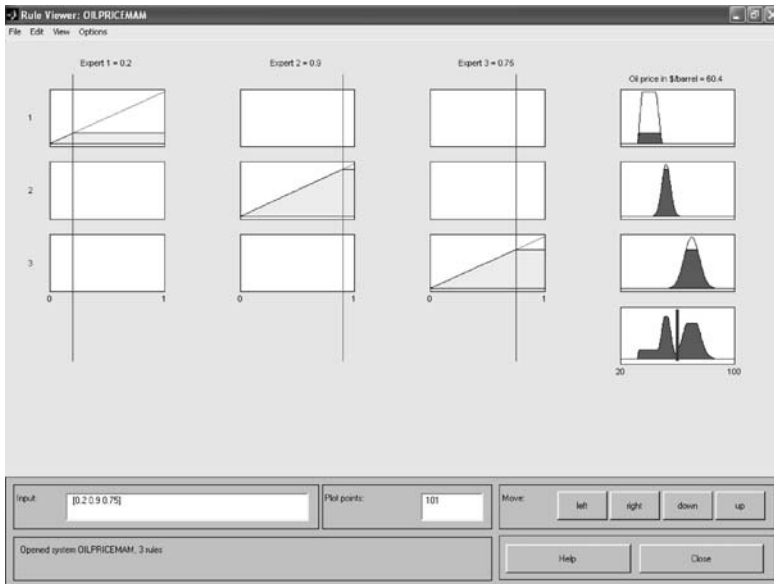 Rule Viewer: OILPRICEMAM
File Edit View Options
Expert 1 = 0.2
Expert 2 = 0.9
Expert 3 = 0.75
Oil price in $/barrel = 60.4
1
2
3
0 1
0 1
0 1
20 100
Input: [0.2 0.9 0.75]
Plot points: 101
Move: left right down up
Opened system OILPRICEMAM, 3 rules
Help Close